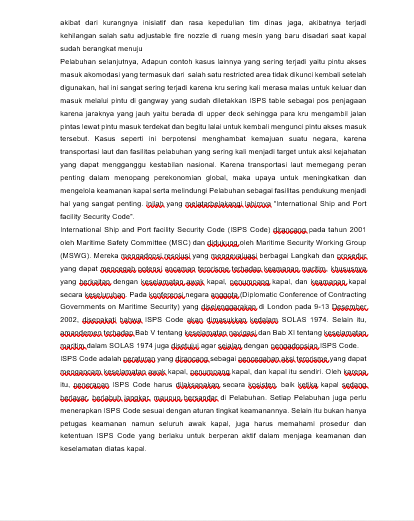 akibat dari kurangnya inisiatif dan rasa kepedulian tim dinas jaga, akibatnya terjadi
kehilangan salah satu adjustable fire nozzle di ruang mesin yang baru disadari saat kapal
sudah berangkat menuju
Pelabuhan selanjutnya, Adapun contoh kasus lainnya yang sering terjadi yaitu pintu akses
masuk akomodasi yang termasuk dari salah satu restricted area tidak dikunci kembali setelah
digunakan, hal ini sangat sering terjadi karena kru sering kali merasa malas untuk keluar dan
masuk melalui pintu di gangway yang sudah diletakkan ISPS table sebagai pos penjagaan
karena jaraknya yang jauh yaitu berada di upper deck sehingga para kru mengambil jalan
pintas lewat pintu masuk terdekat dan begitu lalai untuk kembali mengunci pintu akses masuk
tersebut. Kasus seperti ini berpotensi menghambat kemajuan suatu negara, karena
transportasi laut dan fasilitas pelabuhan yang sering kali menjadi target untuk aksi kejahatan
yang dapat mengganggu kestabilan nasional. Karena transportasi laut memegang peran
penting dalam menopang perekonomian global, maka upaya untuk meningkatkan dan
mengelola keamanan kapal serta melindungi Pelabuhan sebagai fasilitas pendukung menjadi
hal yang sangat penting. Inilah yang melatarbelakangi lahirnya "International Ship and Port
facility Security Code".
International Ship and Port facility Security Code (ISPS Code) dirancang pada tahun 2001
oleh Maritime Safety Committee (MSC) dan didukung oleh Maritime Security Working Group
(MSWG). Mereka mengadopsi resolusi yang mengevaluasi berbagai Langkah dan prosedur
yang dapat mencegah potensi ancaman terorisme terhadap keamanan maritim, khususnya
yang berkaitan dengan keselamatan awak kapal, penumpang kapal, dan keamanan kapal
secara keseluruhan. Pada konferensi negara anggota (Diplomatic Conference of Contracting
Governments on Maritime Security) yang diselenggarakan di London pada 9-13 Desember
2002, disepakati bahwa ISPS Code akan dimasukkan kedalam SOLAS 1974. Selain itu,
amandemen terhadap Bab V tentang keselamatan navigasi dan Bab XI tentang keselamatan
maritim dalam SOLAS 1974 juga disetujui agar sejalan dengan pengadopsian ISPS Code.
ISPS Code adalah peraturan yang dirancang sebagai pencegahan aksi terorisme yang dapat
mengancam keselamatan awak kapal, penumpang kapal, dan kapal itu sendiri. Oleh karena
itu, penerapan ISPS Code harus dilaksanakan secara kosisten, baik ketika kapal sedang
berlayar, berlabuh jangkar, maupun bersandar di Pelabuhan. Setiap Pelabuhan juga perlu
menerapkan ISPS Code sesuai dengan aturan tingkat keamanannya. Selain itu bukan hanya
petugas keamanan namun seluruh awak kapal, juga harus memahami prosedur dan
ketentuan ISPS Code yang berlaku untuk berperan aktif dalam menjaga keamanan dan
keselamatan diatas kapal.